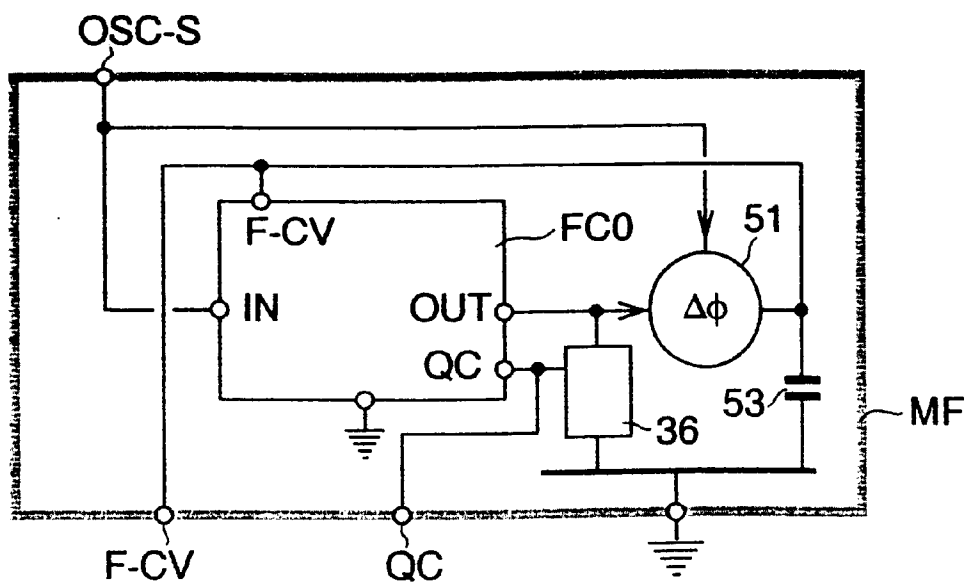 OSC-S
F-CV
FC0
51
IN
OUT
Δϕ
QC
53
36
MF
F-CV
QC